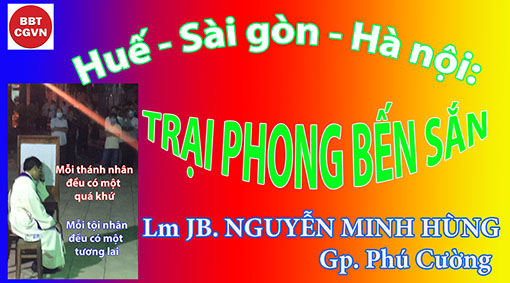 BBT
CGVN
Huế - Sài gòn - Hà nội:
TRẠI PHONG BẾN SẮN
Mỗi thánh nhân
đều có một
quá khứ
Mỗi tội nhân
đều có một
tương lai
Lm JB. NGUYỄN MINH HÙNG
Gp. Phú Cường